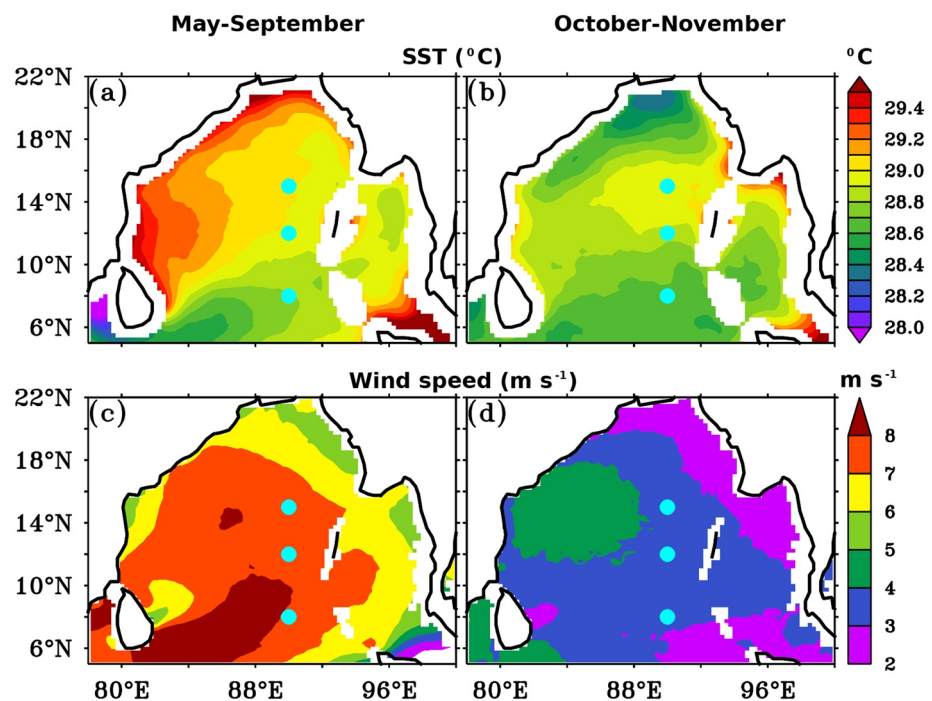 May-September October-November
SST (⁰C) ⁰C
22°N (a) (b)
29.4
18°N
29.2
29.0
14°N
28.8
28.6
10°N
28.4
28.2
6°N
28.0
Wind speed (m s⁻¹) m s⁻¹
22°N (c) (d)
8
18°N
7
6
14°N
5
10°N
4
3
6°N
2
80°E 88°E 96°E 80°E 88°E 96°E